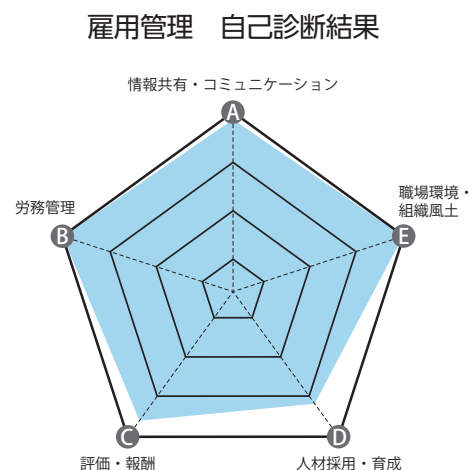 雇用管理　自己診断結果
情報共有・コミュニケーション
A
職場環境・
組織風土
労務管理
B
E
C
D
評価・報酬
人材採用・育成